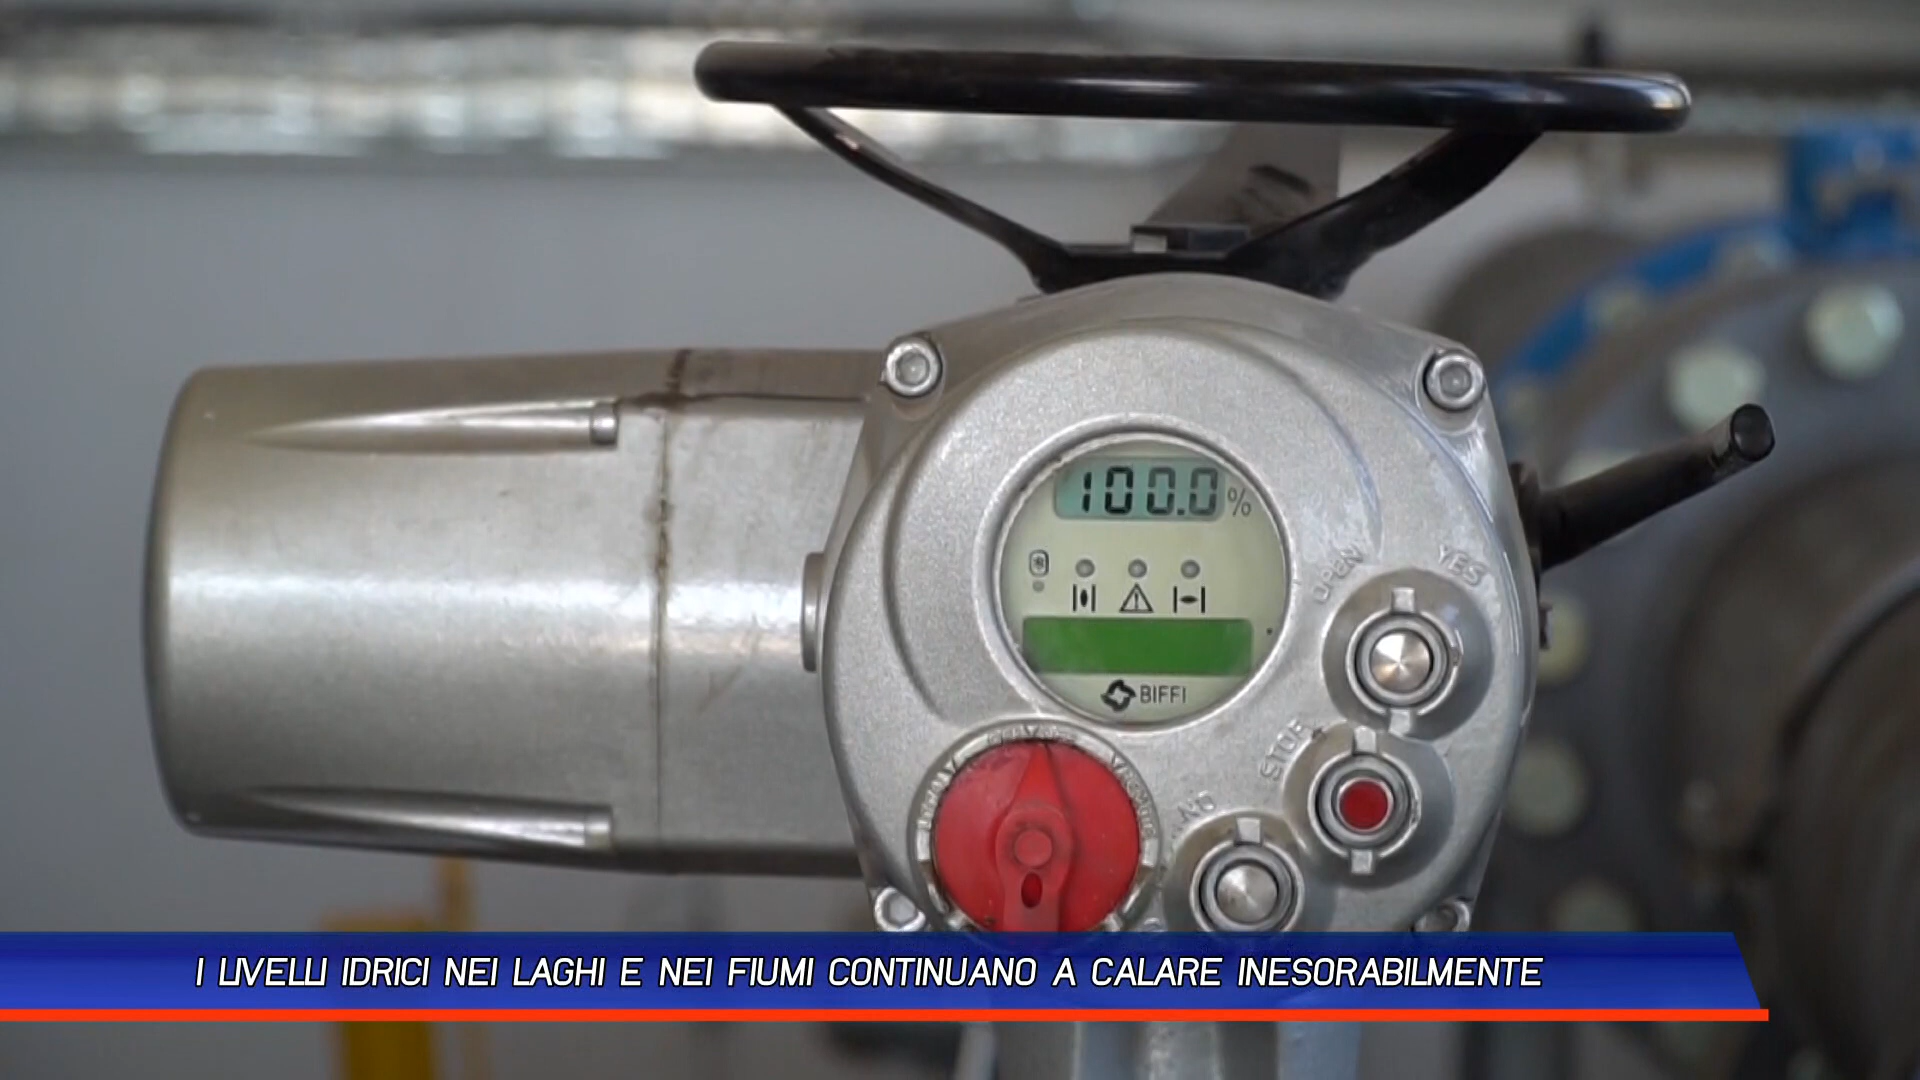 100.0 %
BIFFI
OPEN
YES
STOP
NO
I LIVELLI IDRICI NEI LAGHI E NEI FIUMI CONTINUANO A CALARE INESORABILMENTE